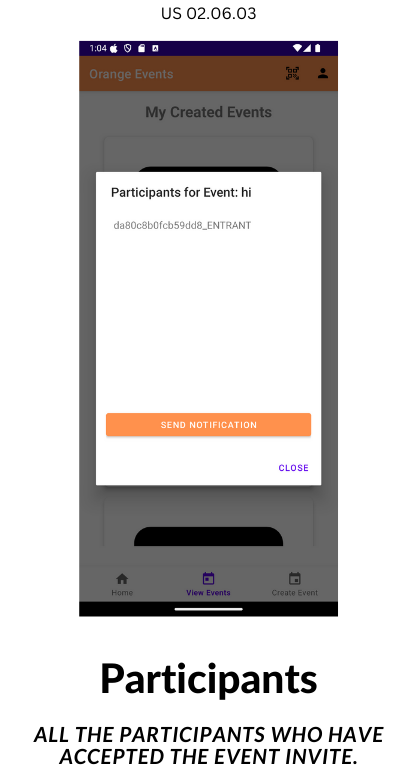 US 02.06.03
1:04
Orange Events
My Created Events
Participants for Event: hi
da80c8b0fcb59dd8_ENTRANT
SEND NOTIFICATION
CLOSE
Home
View Events
Create Event
Participants
ALL THE PARTICIPANTS WHO HAVE
ACCEPTED THE EVENT INVITE.